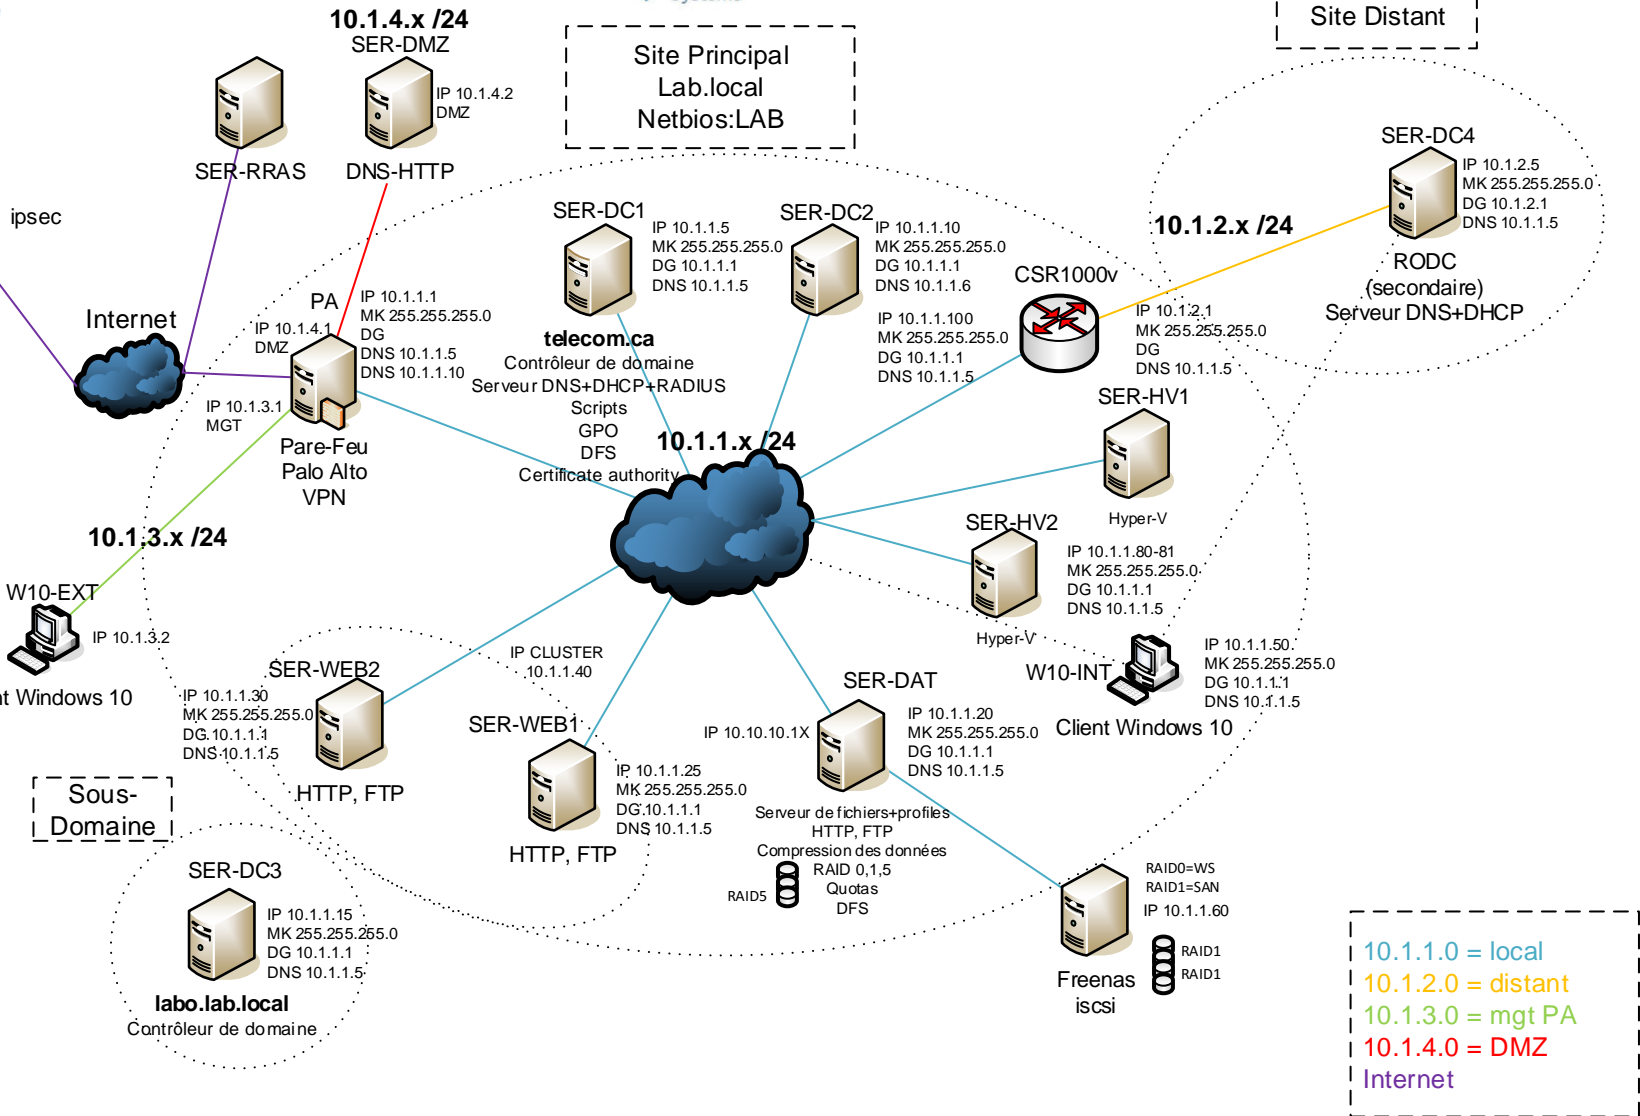 10.1.4.x /24
SER-DMZ
IP 10.1.4.2
DMZ
DNS-HTTP
SER-RRAS
Site Principal
Lab.local
Netbios:LAB
Site Distant
SER-DC4
IP 10.1.2.5
MK 255.255.255.0
DG 10.1.2.1
DNS 10.1.1.5
RODC
(secondaire)
Serveur DNS+DHCP
10.1.2.x /24
ipsec
Internet
PA
IP 10.1.1.1
MK 255.255.255.0
DG
DNS 10.1.1.5
DNS 10.1.1.10
IP 10.1.4.1
DMZ
IP 10.1.3.1
MGT
Pare-Feu
Palo Alto
VPN
SER-DC1
IP 10.1.1.5
MK 255.255.255.0
DG 10.1.1.1
DNS 10.1.1.5
telecom.ca
Contrôleur de domaine
Serveur DNS+DHCP+RADIUS
Scripts
GPO
DFS
Certificate authority
SER-DC2
IP 10.1.1.10
MK 255.255.255.0
DG 10.1.1.1
DNS 10.1.1.6
CSR1000v
IP 10.1.1.100
MK 255.255.255.0
DG 10.1.1.1
DNS 10.1.1.5
IP 10.1.2.1
MK 255.255.255.0
DG
DNS 10.1.1.5
10.1.1.x /24
SER-HV1
Hyper-V
SER-HV2
IP 10.1.1.80-81
MK 255.255.255.0
DG 10.1.1.1
DNS 10.1.1.5
Hyper-V
10.1.3.x /24
W10-EXT
IP 10.1.3.2
nt Windows 10
W10-INT
IP 10.1.1.50
MK 255.255.255.0
DG 10.1.1.1
DNS 10.1.1.5
Client Windows 10
SER-WEB2
IP 10.1.1.30
MK 255.255.255.0
DG 10.1.1.1
DNS 10.1.1.5
HTTP, FTP
IP CLUSTER
10.1.1.40
SER-WEB1
IP 10.1.1.25
MK 255.255.255.0
DG 10.1.1.1
DNS 10.1.1.5
HTTP, FTP
SER-DAT
IP 10.10.10.1X
IP 10.1.1.20
MK 255.255.255.0
DG 10.1.1.1
DNS 10.1.1.5
Serveur de fichiers+profiles
HTTP, FTP
Compression des données
RAID 0,1,5
Quotas
DFS
RAID5
RAID0=WS
RAID1=SAN
IP 10.1.1.60
RAID1
RAID1
Freenas
iscsi
Sous-
Domaine
SER-DC3
IP 10.1.1.15
MK 255.255.255.0
DG 10.1.1.1
DNS 10.1.1.5
labo.lab.local
Contrôleur de domaine
10.1.1.0 = local
10.1.2.0 = distant
10.1.3.0 = mgt PA
10.1.4.0 = DMZ
Internet